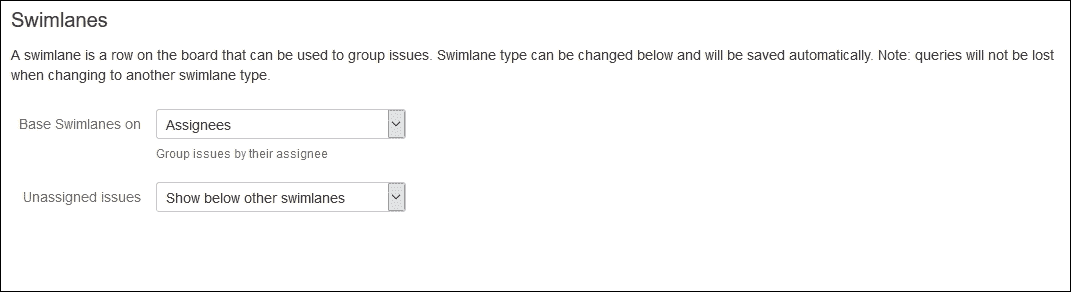 Swimlanes
A swimlane is a row on the board that can be used to group issues. Swimlane type can be changed below and will be saved automatically. Note: queries will not be lost
when changing to another swimlane type.
Base Swimlanes on Assignees
Group issues by their assignee
Unassigned issues Show below other swimlanes